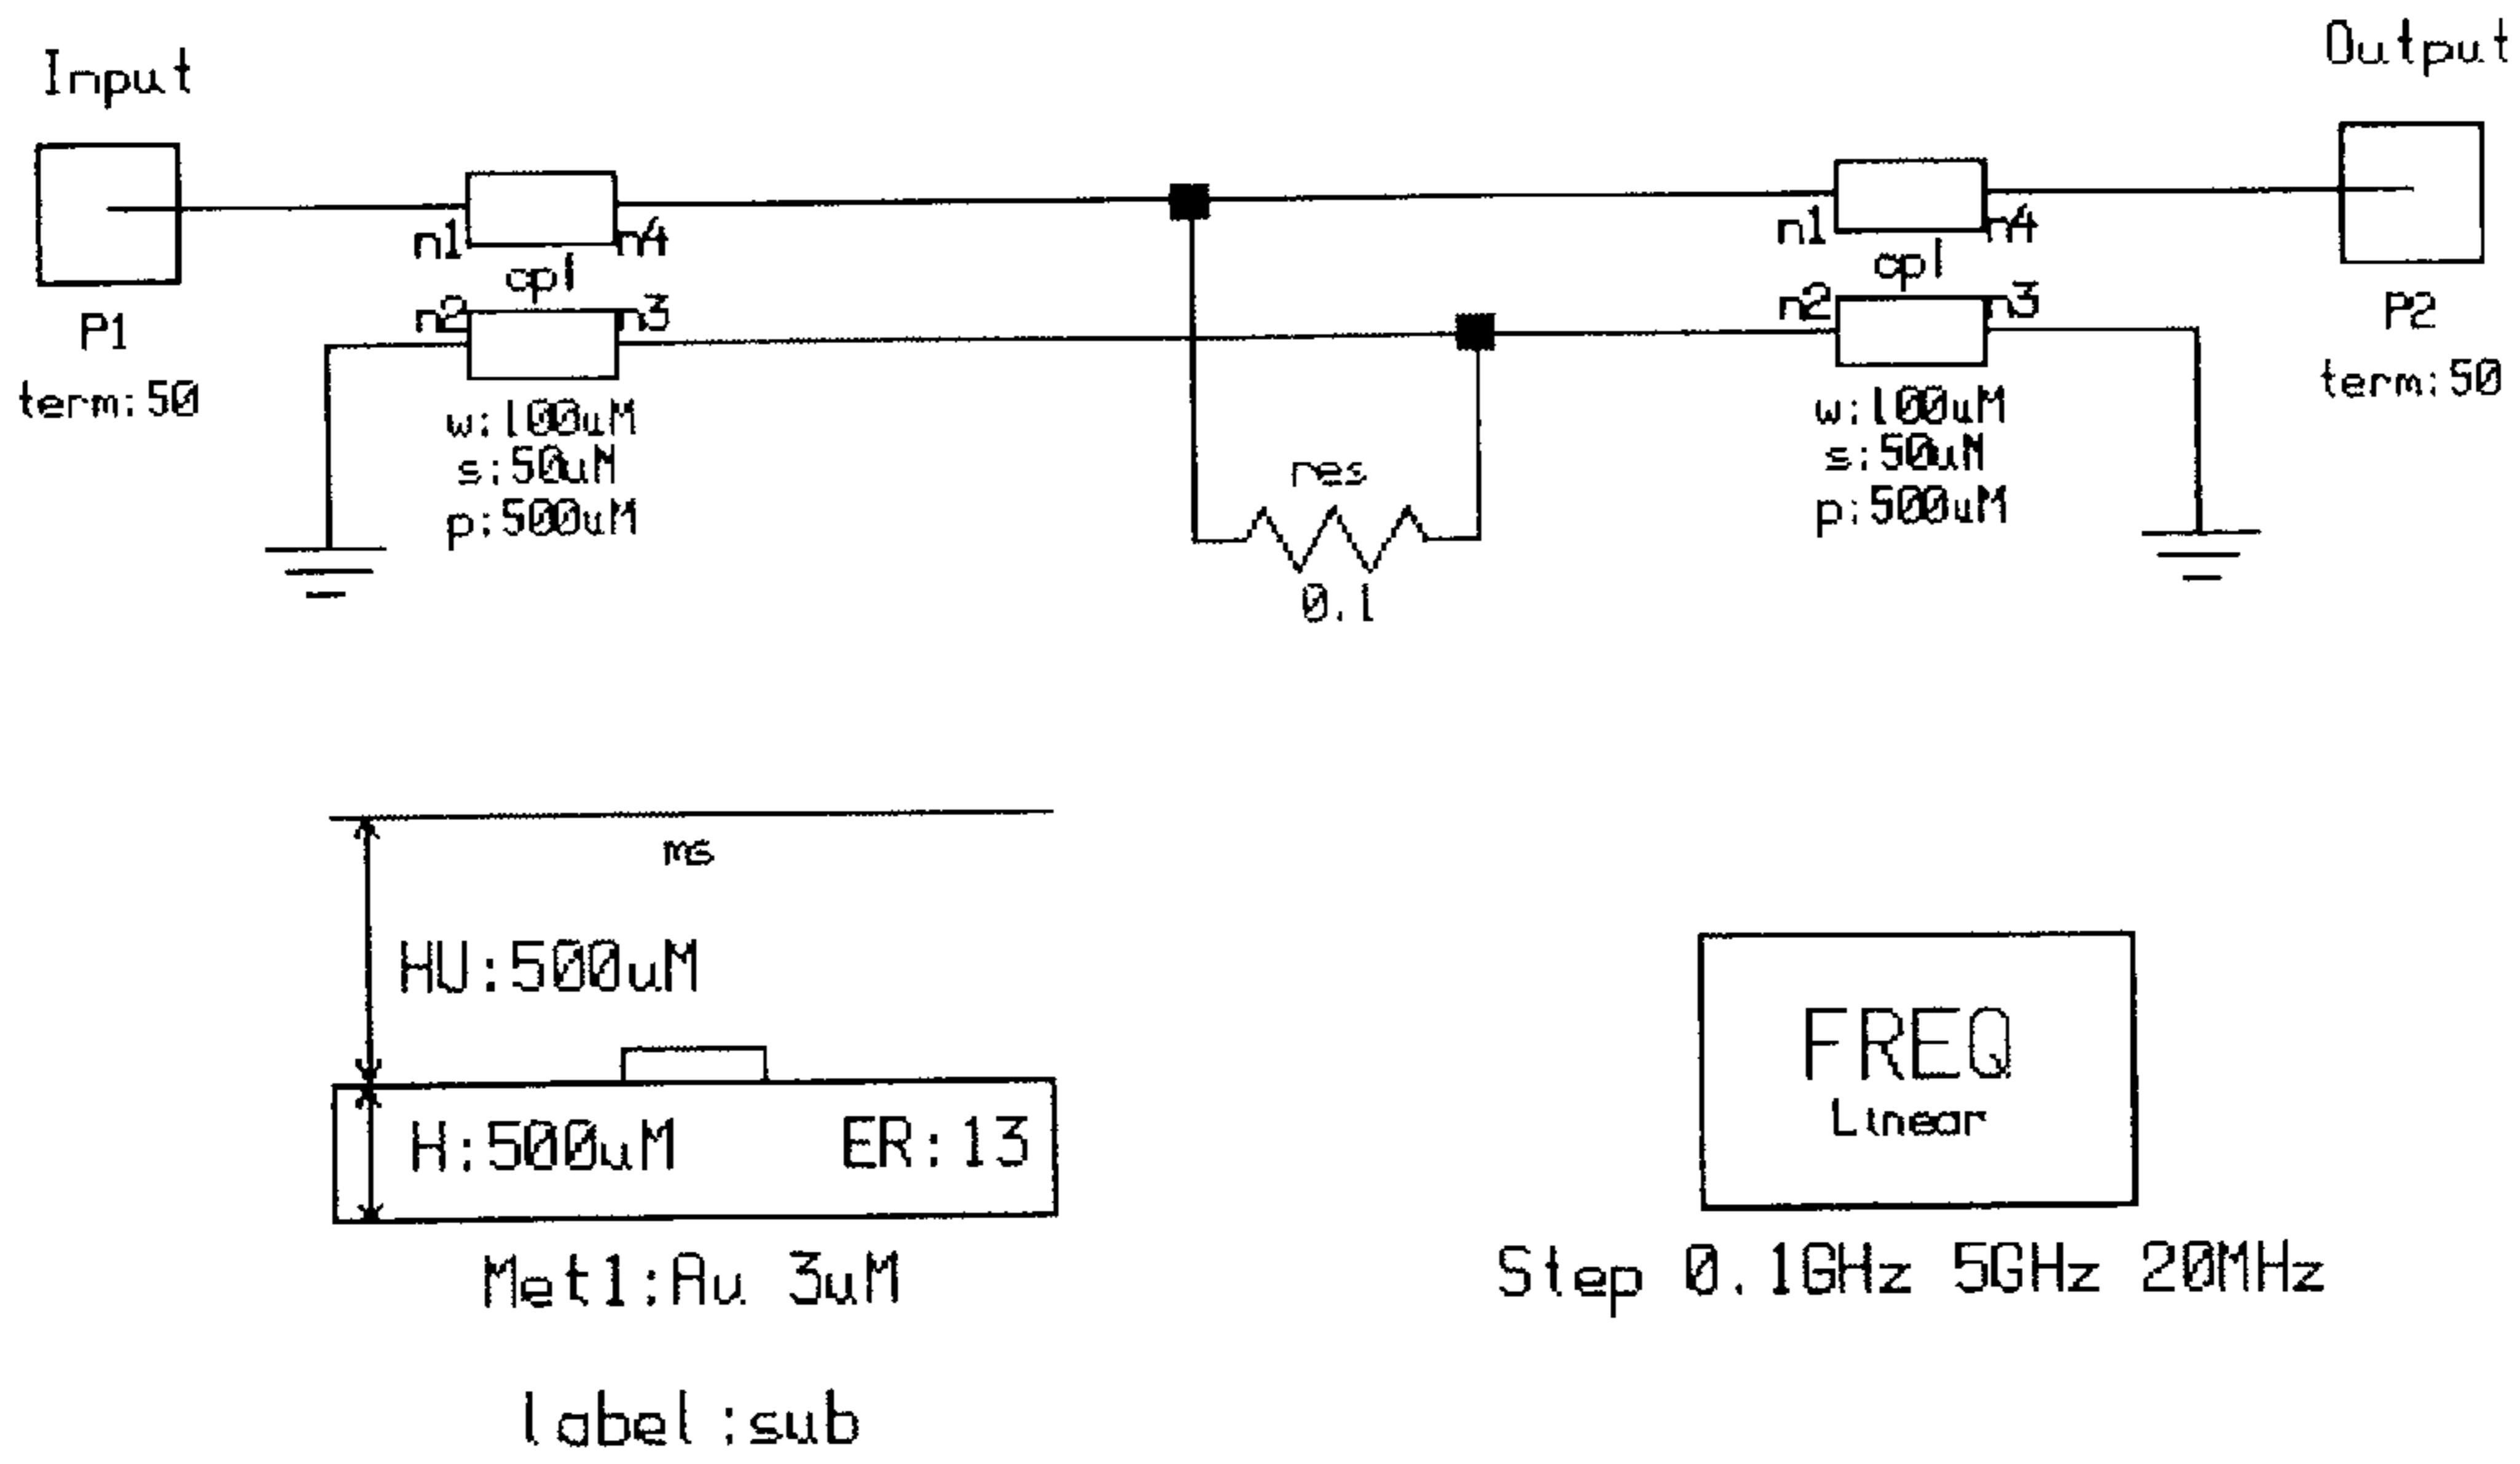 Input
Output
n1
n4
cpl
n2
n3
n1
n4
cpl
n2
n3
P1
term:50
P2
term:50
w:100uM
s:50uM
p:500uM
w:100uM
s:50uM
p:500uM
res
0.1
ms
HU:500uM
H:500uM ER:13
Met1:Au 3uM
label:sub
FREQ
Linear
Step 0.1GHz 5GHz 20MHz